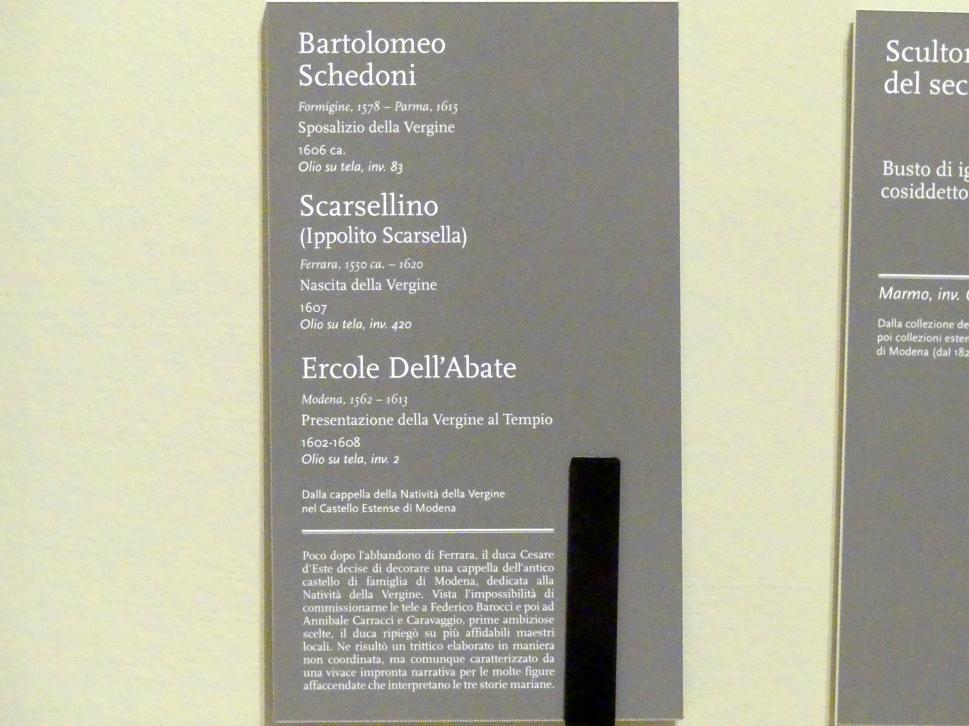 Bartolomeo
Schedoni
Formigine, 1578 – Parma, 1615
Sposalizio della Vergine
1606 ca.
Olio su tela, inv. 83
Scarsellino
(Ippolito Scarsella)
Ferrara, 1550 ca. – 1620
Nascita della Vergine
1607
Olio su tela, inv. 420
Ercole Dell'Abate
Modena, 1562 – 1613
Presentazione della Vergine al Tempio
1602-1608
Olio su tela, inv. 2
Dalla cappella della Natività della Vergine
nel Castello Estense di Modena
Poco dopo l'abbandono di Ferrara, il duca Cesare
d'Este decise di decorare una cappella dell'antico
castello di famiglia di Modena, dedicata alla
Natività della Vergine. Vista l'impossibilità di
commissionarne le tele a Federico Barocci e poi ad
Annibale Carracci e Caravaggio, prime ambiziose
scelte, il duca ripiegò su più affidabili maestri
locali. Ne risultò un trittico elaborato in maniera
non coordinata, ma comunque caratterizzato da
una vivace impronta narrativa per le molte figure
affaccendate che interpretano le tre storie mariane.
Scultor
del sec
Busto di ig
cosiddetto
Marmo, inv.
Dalla collezione de
poi collezioni esten
di Modena (dal 182